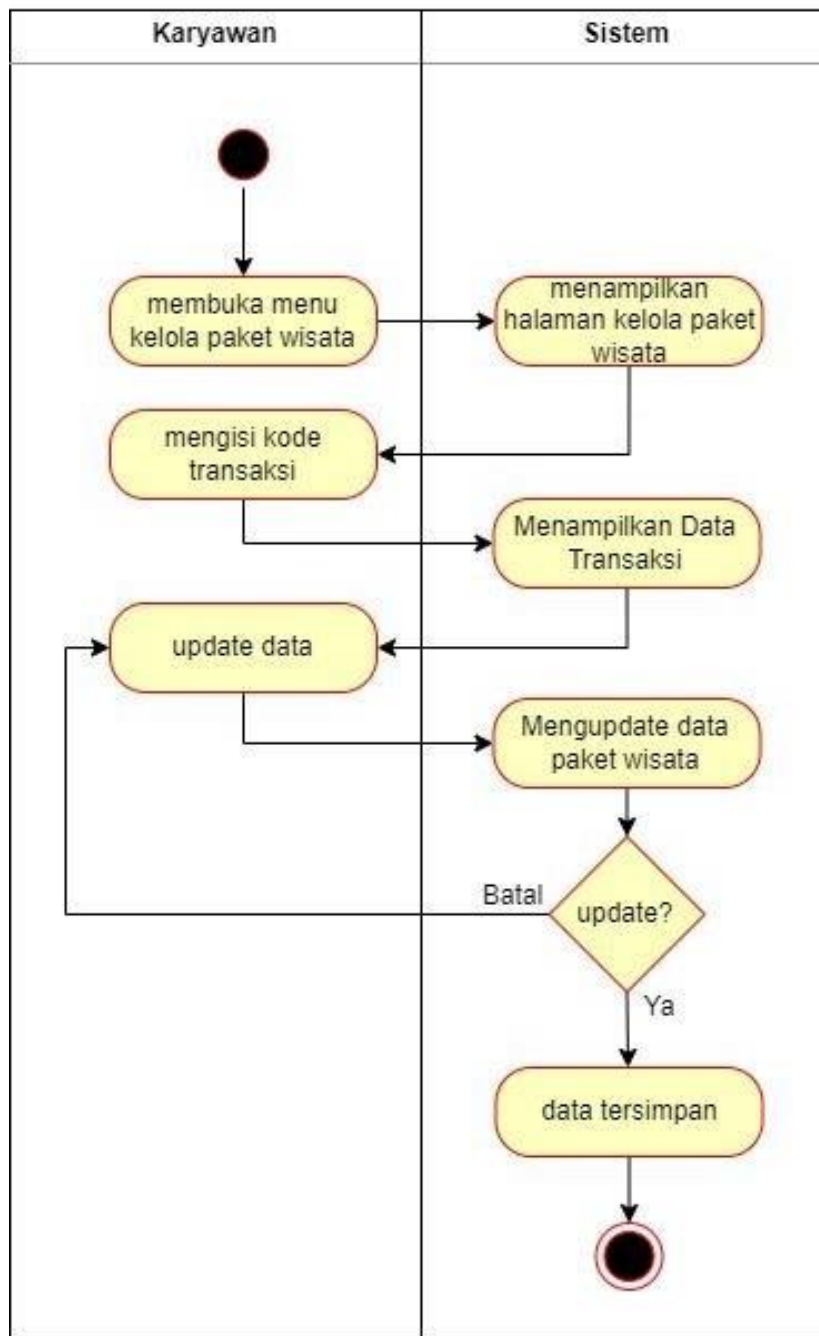 Karyawan
Sistem
membuka menu
kelola paket wisata
menampilkan
halaman kelola paket
wisata
mengisi kode
transaksi
Menampilkan Data
Transaksi
update data
Mengupdate data
paket wisata
Batal
update?
Ya
data tersimpan